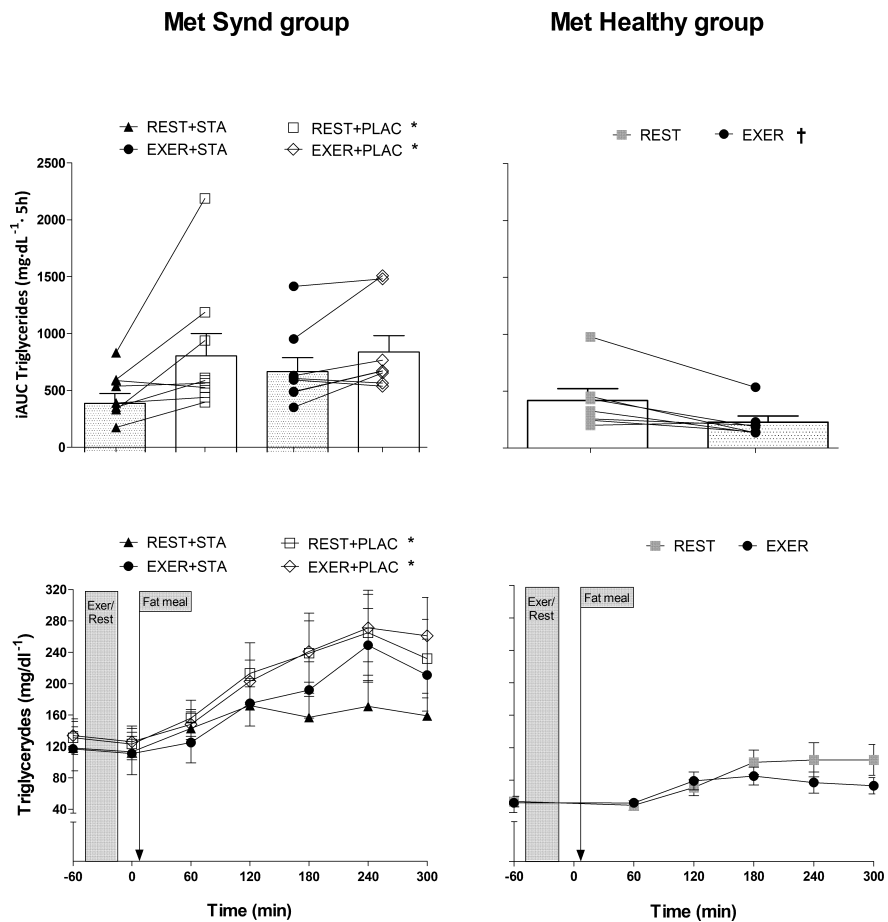 Met Synd group
Met Healthy group
REST+STA
REST+PLAC *
EXER+STA
EXER+PLAC *
REST
EXER †
iAUC Triglycerides (mg·dL⁻¹· 5h)
2500
2000
1500
1000
500
0
REST+STA
REST+PLAC *
EXER+STA
EXER+PLAC *
REST
EXER
Triglycerydes (mg/dl⁻¹)
320
280
240
200
160
120
80
40
Exer/
Rest
Fat meal
Exer/
Rest
Fat meal
-60 0 60 120 180 240 300
-60 0 60 120 180 240 300
Time (min)
Time (min)